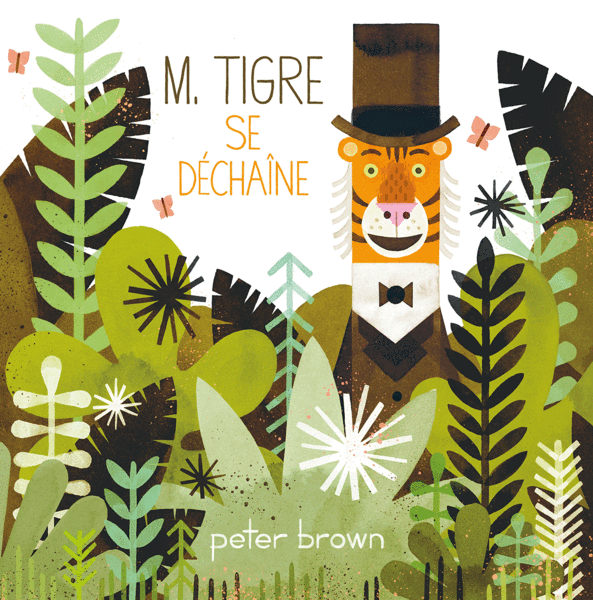 M. TIGRE
SE
DÉCHAÎNE
peter brown